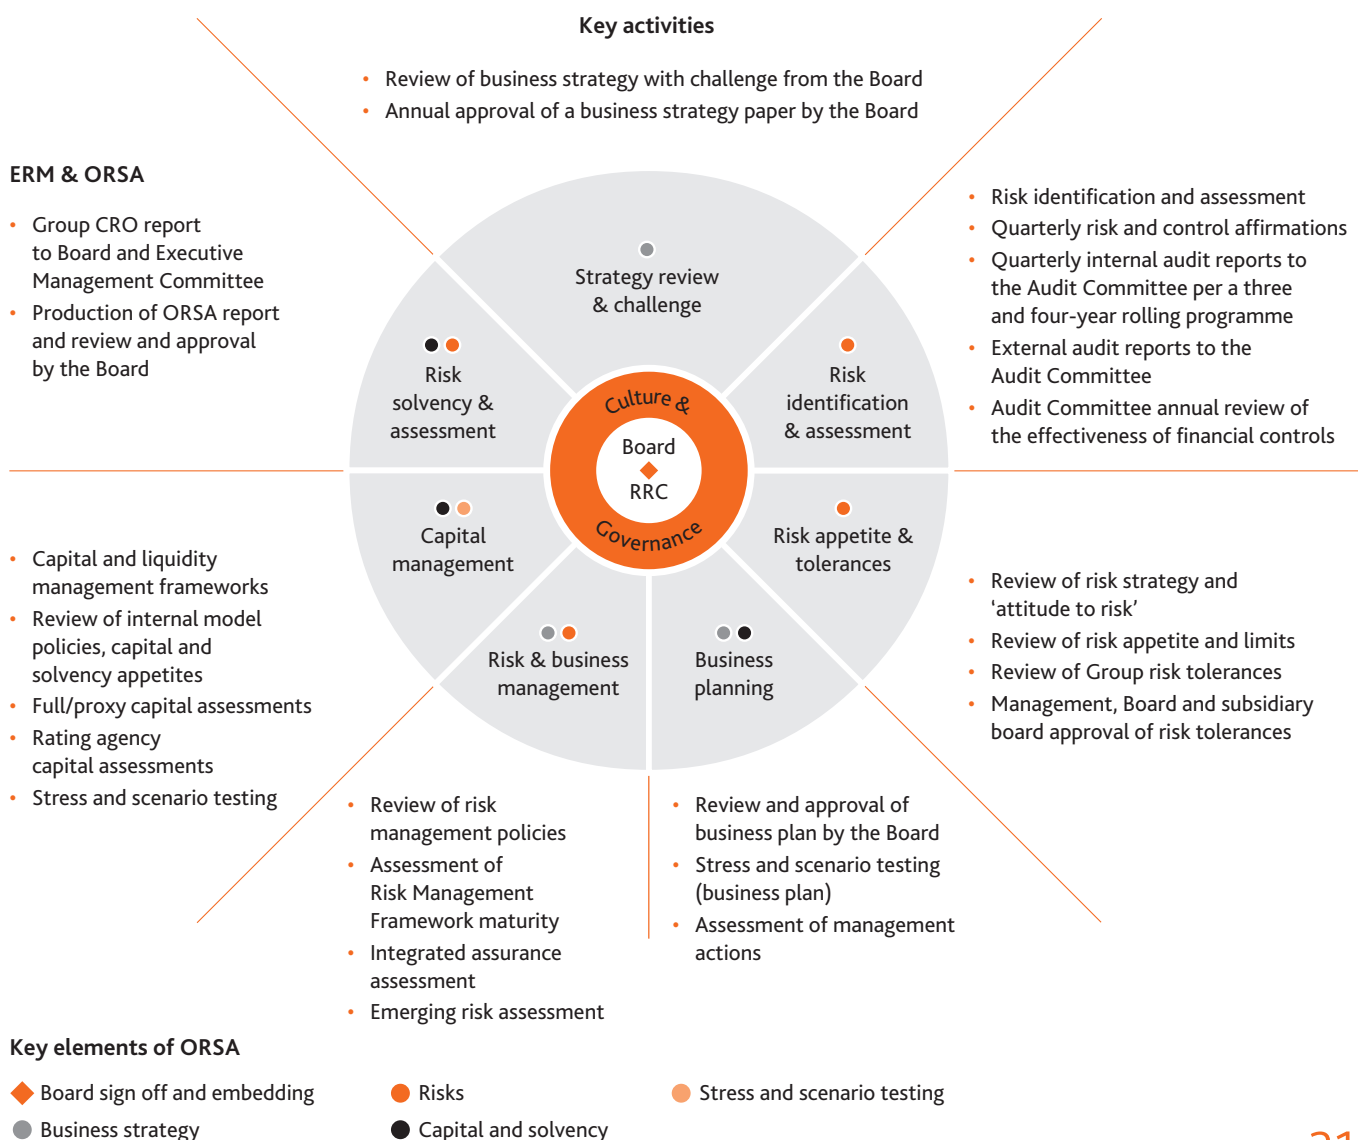 Key activities
• Review of business strategy with challenge from the Board
• Annual approval of a business strategy paper by the Board
ERM & ORSA
• Group CRO report
to Board and Executive
Management Committee
• Production of ORSA report
and review and approval
by the Board
• Risk identification and assessment
• Quarterly risk and control affirmations
• Quarterly internal audit reports to
the Audit Committee per a three
and four-year rolling programme
• External audit reports to the
Audit Committee
• Audit Committee annual review of
the effectiveness of financial controls
Strategy review
& challenge
Risk
solvency &
assessment
Risk
identification
& assessment
Culture &
Board
RRC
Governance
Capital
management
Risk appetite &
tolerances
Risk & business
management
Business
planning
• Capital and liquidity
management frameworks
• Review of internal model
policies, capital and
solvency appetites
• Full/proxy capital assessments
• Rating agency
capital assessments
• Stress and scenario testing
• Review of risk strategy and
‘attitude to risk’
• Review of risk appetite and limits
• Review of Group risk tolerances
• Management, Board and subsidiary
board approval of risk tolerances
• Review of risk
management policies
• Assessment of
Risk Management
Framework maturity
• Integrated assurance
assessment
• Emerging risk assessment
• Review and approval of
business plan by the Board
• Stress and scenario testing
(business plan)
• Assessment of management
actions
Key elements of ORSA
Board sign off and embedding
Risks
Stress and scenario testing
Business strategy
Capital and solvency